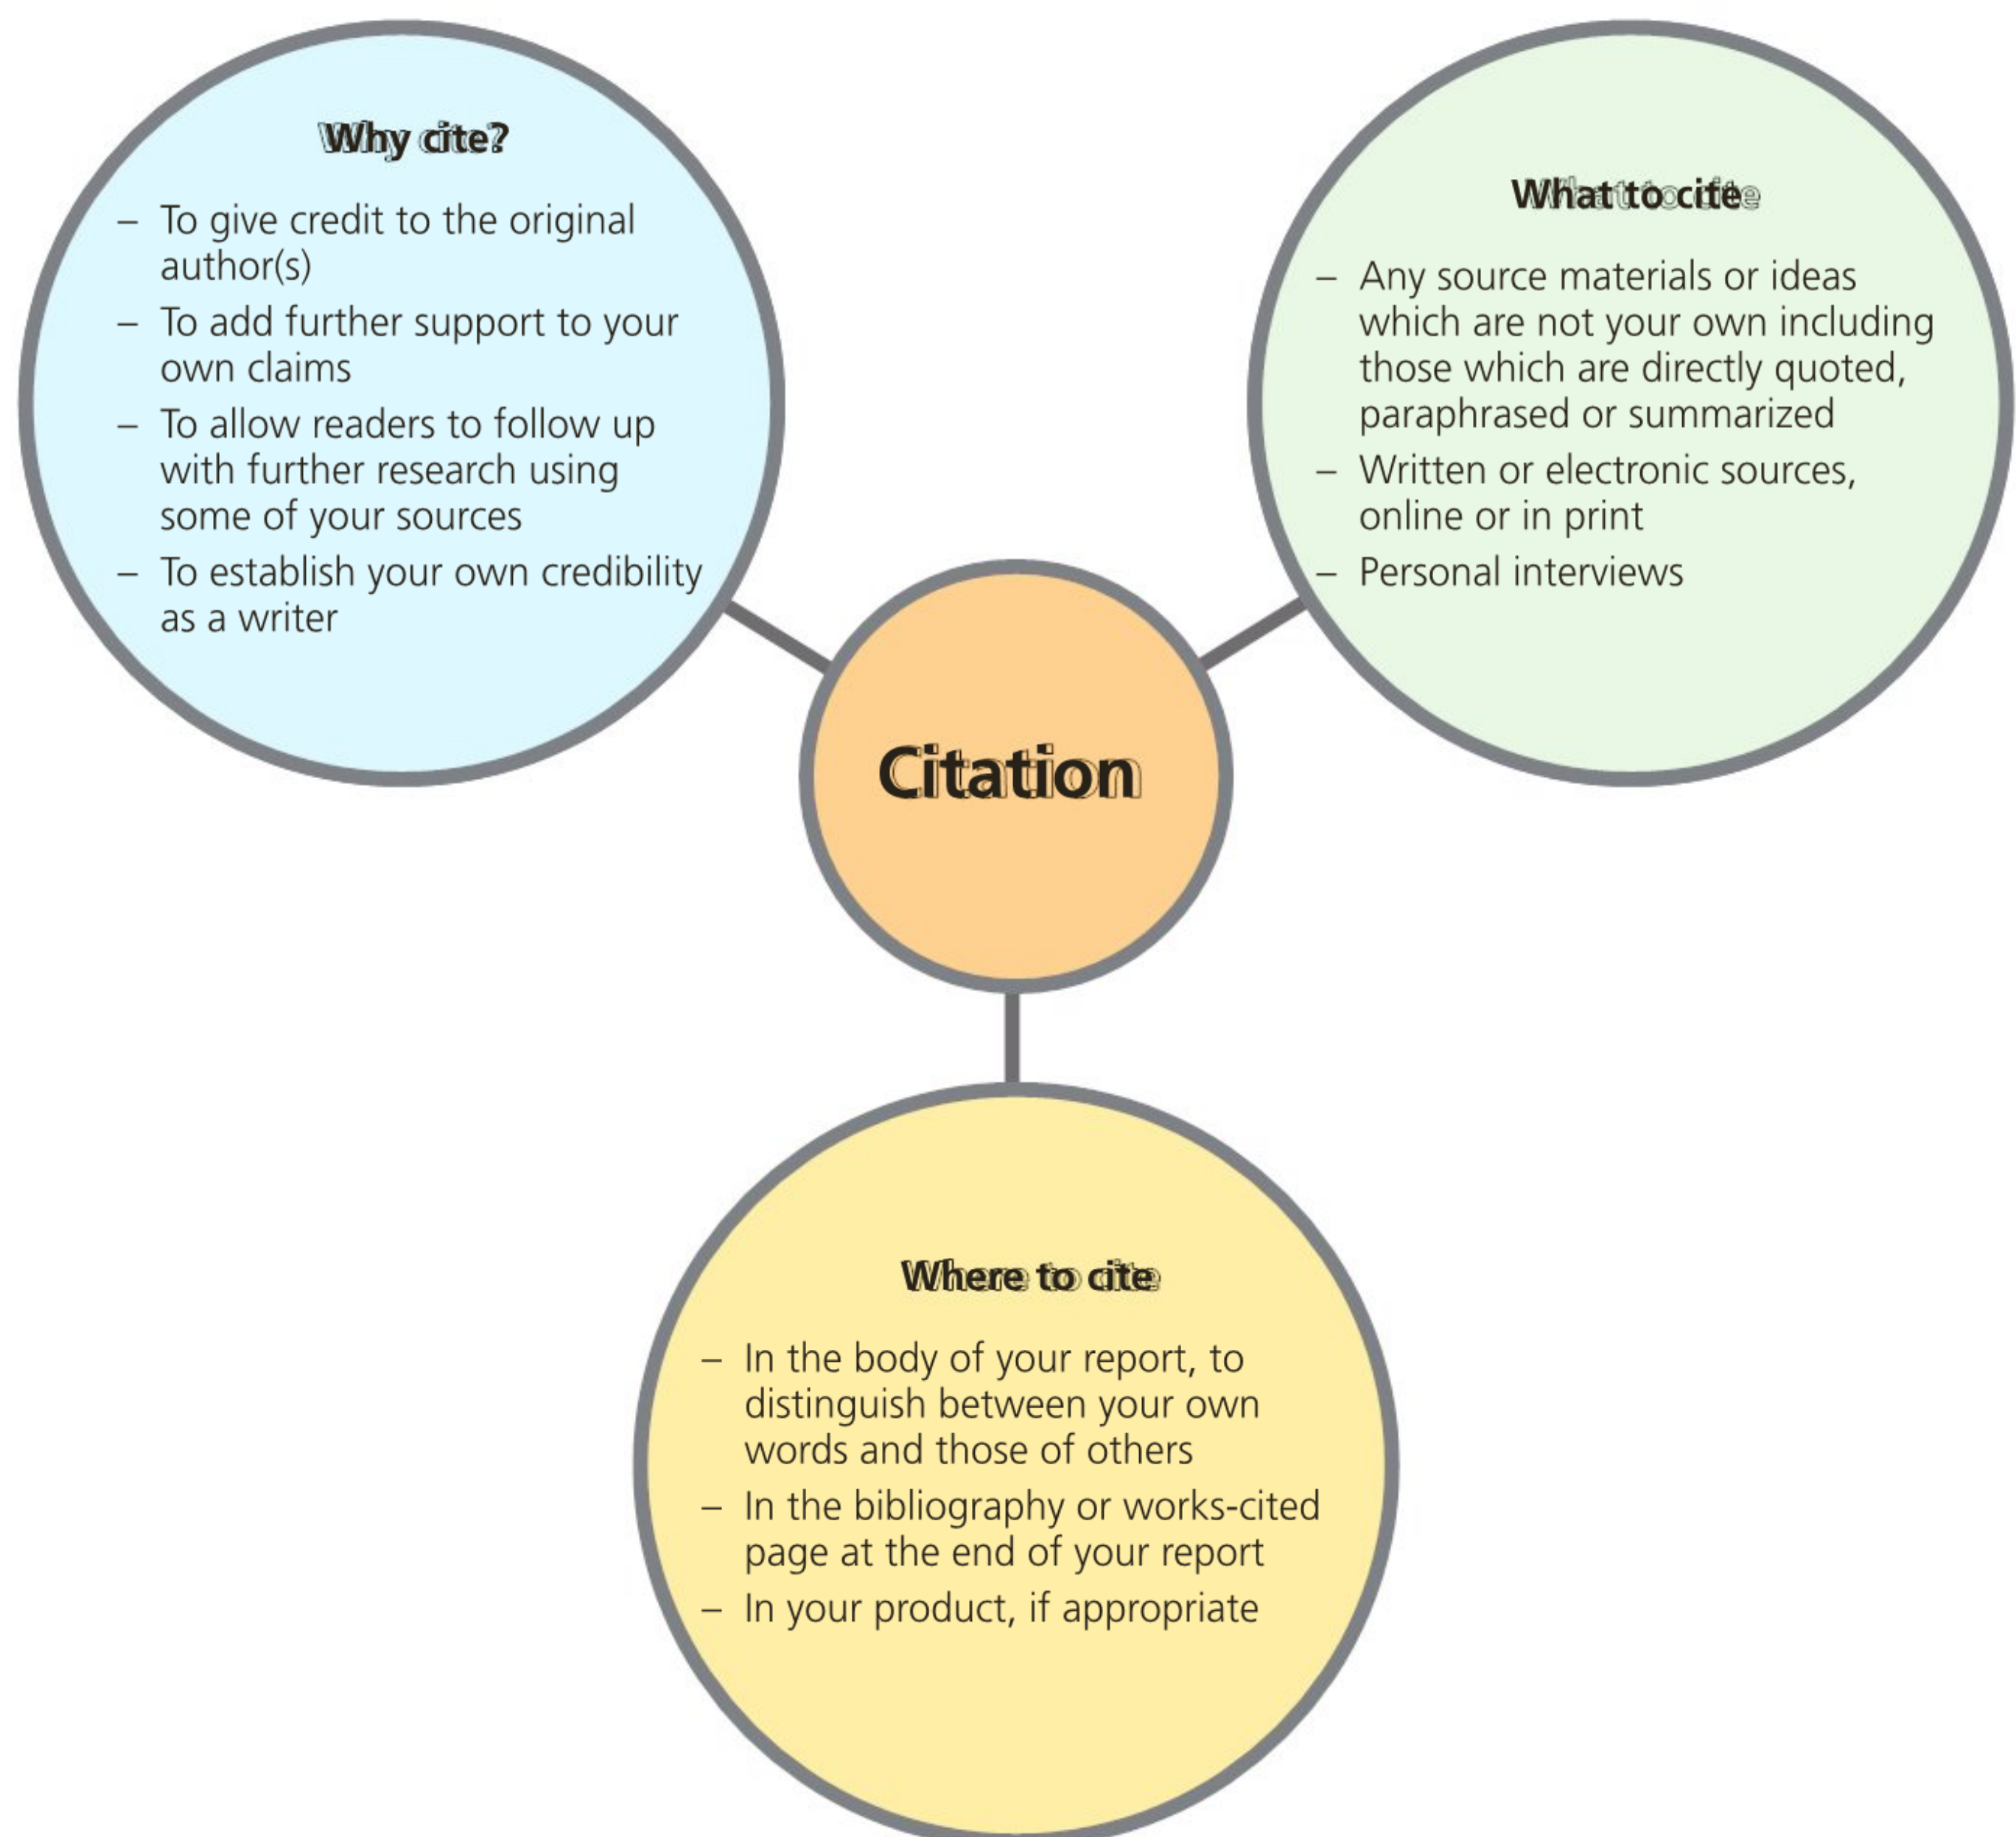 Why cite?
– To give credit to the original
author(s)
– To add further support to your
own claims
– To allow readers to follow up
with further research using
some of your sources
– To establish your own credibility
as a writer
What to cite
– Any source materials or ideas
which are not your own including
those which are directly quoted,
paraphrased or summarized
– Written or electronic sources,
online or in print
– Personal interviews
Citation
Where to cite
– In the body of your report, to
distinguish between your own
words and those of others
– In the bibliography or works-cited
page at the end of your report
– In your product, if appropriate